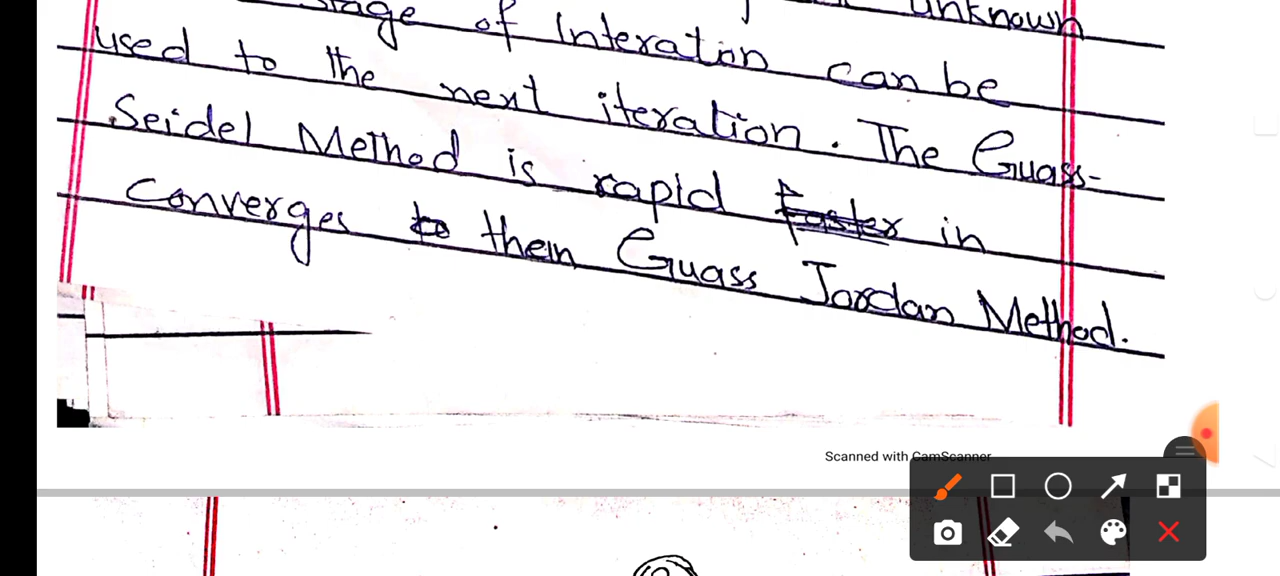 stage of Interation unknown
used to the next iteration. The Guass-
can be
Seidel Method is rapid faster in
converges to then Guass Jordan Method.
Scanned with CamScanner